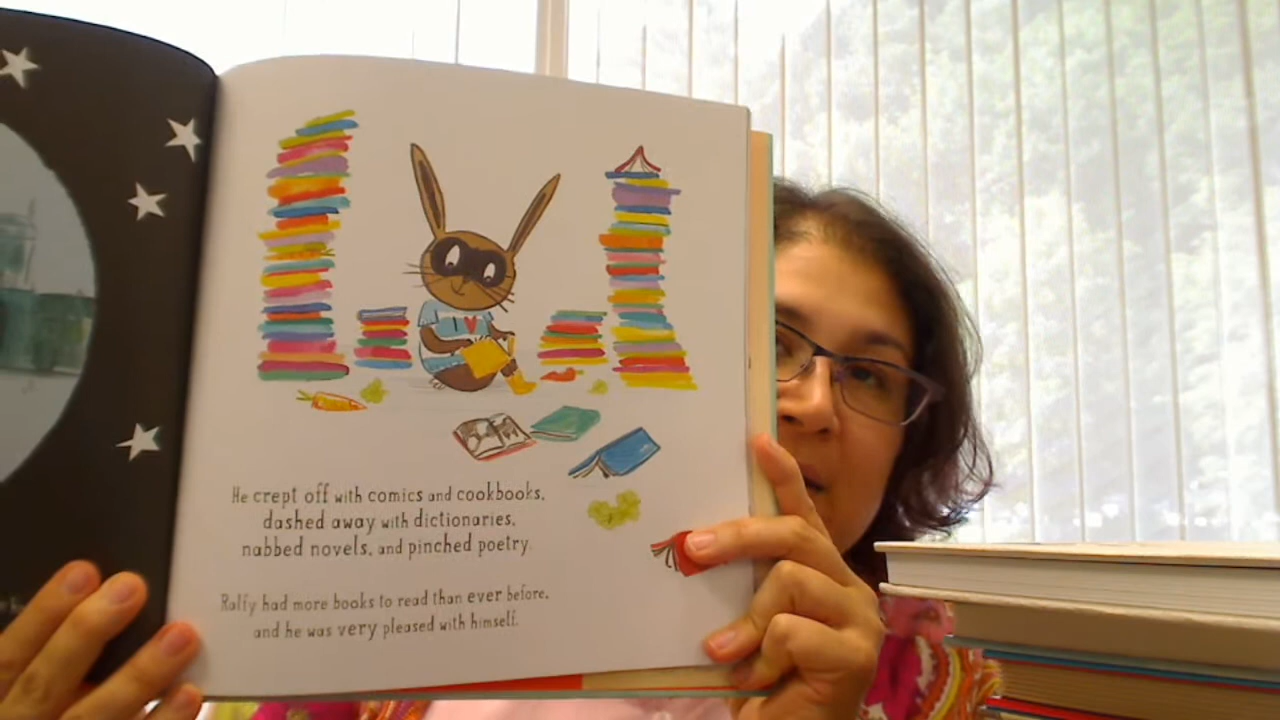 I ♥
He crept off with comics and cookbooks,
dashed away with dictionaries,
nabbed novels, and pinched poetry.
Ralfy had more books to read than ever before,
and he was very pleased with himself.